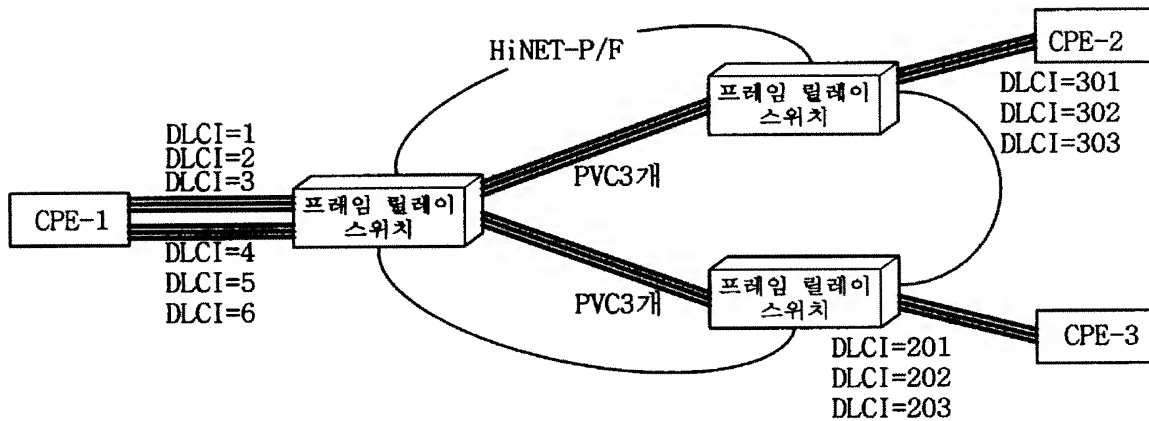 HiNET-P/F
CPE-2
프레임 릴레이
스위치
DLCI=301
DLCI=302
DLCI=303
DLCI=1
DLCI=2
DLCI=3
PVC3개
CPE-1
프래임 릴레이
스위치
DLCI=4
DLCI=5
DLCI=6
PVC3개
프레임 릴레이
스위치
CPE-3
DLCI=201
DLCI=202
DLCI=203